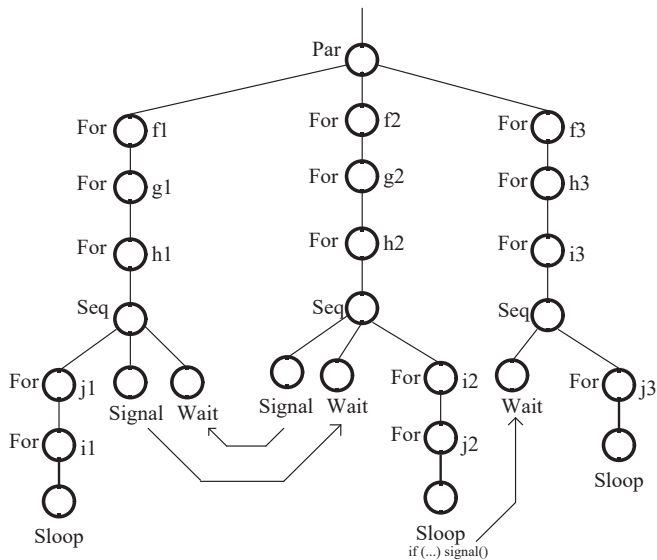 Par
For f1 For f2 For f3
For g1 For g2 For h3
For h1 For h2 For i3
Seq Seq Seq
For j1 Signal Wait Signal Wait For i2 Wait For j3
For i1 For j2
Sloop Sloop Sloop
if (...) signal()